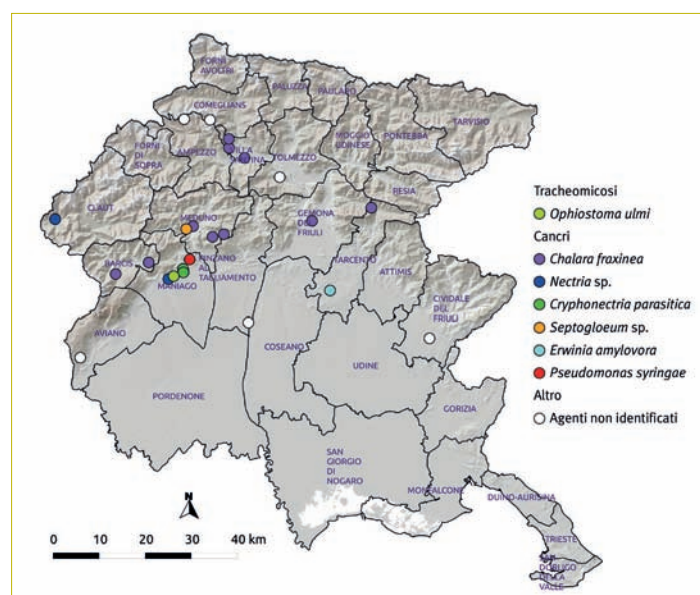 FORNI
AVOLTRI
PALUZZA
PAULARO
COMEGLIANS
TARVISIO
PONTEBBA
MOGGIO
UDINESE
FORNI
DI
SOPRA
AMPEZZO
VILLA
SANTINA
TOLMEZZO
RESIA
CLAUT
MEDUNO
GEMONA
DEL
FRIULI
BARCIS
PINZANO
AL
TAGLIAMENTO
TARCENTO
ATTIMIS
MANIAGO
CIVIDALE
DEL
FRIULI
AVIANO
COSEANO
UDINE
PORDENONE
GORIZIA
SAN
GIORGIO
DI
NOGARO
MONFALCONE
DUINO-AURISINA
TRIESTE
DORLIGO
DELLA
VALLE
Tracheomicosi
Ophiostoma ulmi
Cancri
Chalara fraxinea
Nectria sp.
Cryphonectria parasitica
Septogloeum sp.
Erwinia amylovora
Pseudomonas syringae
Altro
Agenti non identificati
N
0 10 20 30 40 km